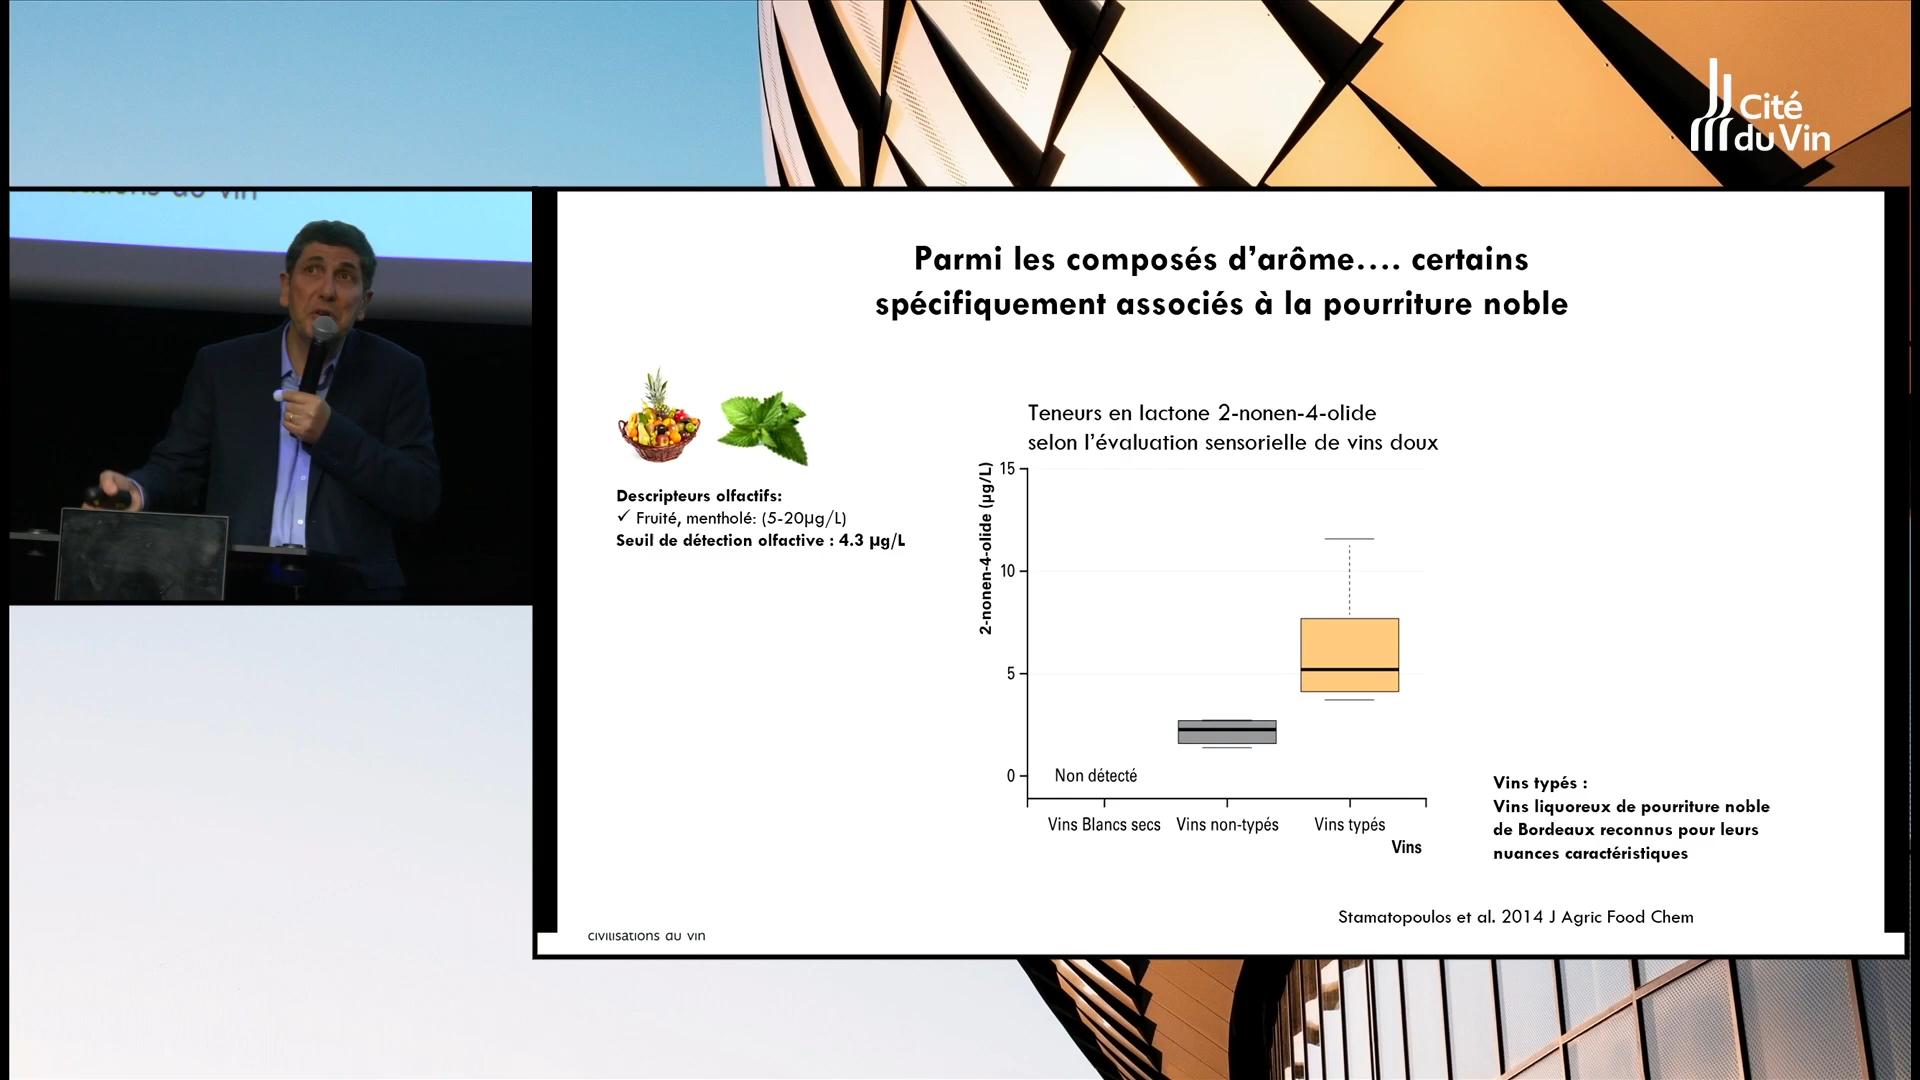 Cité
du Vin
du vin
Parmi les composés d’arôme…. certains
spécifiquement associés à la pourriture noble
Descripteurs olfactifs:
✓ Fruité, mentholé: (5-20µg/L)
Seuil de détection olfactive : 4.3 µg/L
Teneurs en lactone 2-nonen-4-olide
selon l’évaluation sensorielle de vins doux
2-nonen-4-olide (µg/L)
15
10
5
0
Non détecté
Vins Blancs secs
Vins non-typés
Vins typés
Vins
Vins typés :
Vins liquoreux de pourriture noble
de Bordeaux reconnus pour leurs
nuances caractéristiques
Stamatopoulos et al. 2014 J Agric Food Chem
civilisations du vin